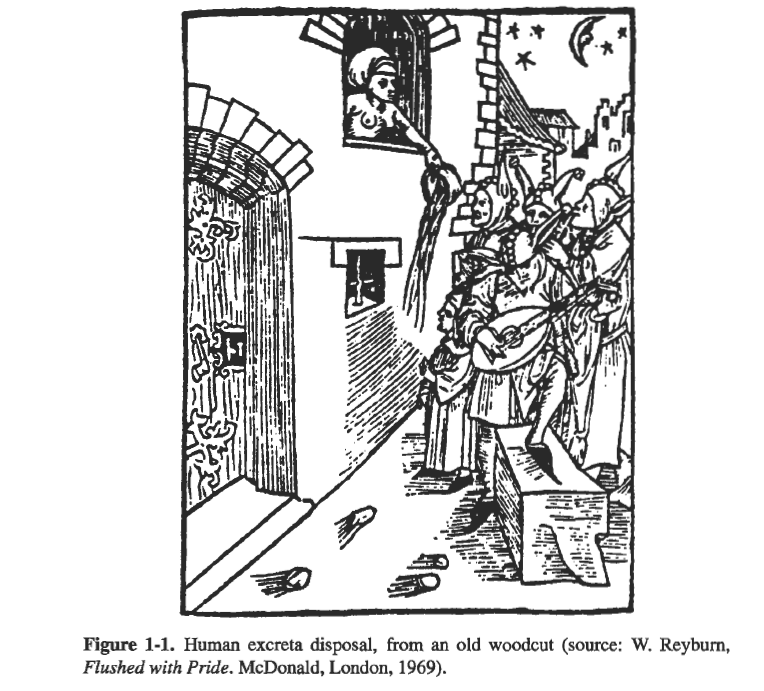 Figure 1-1. Human excreta disposal, from an old woodcut (source: W. Reyburn,
Flushed with Pride. McDonald, London, 1969).